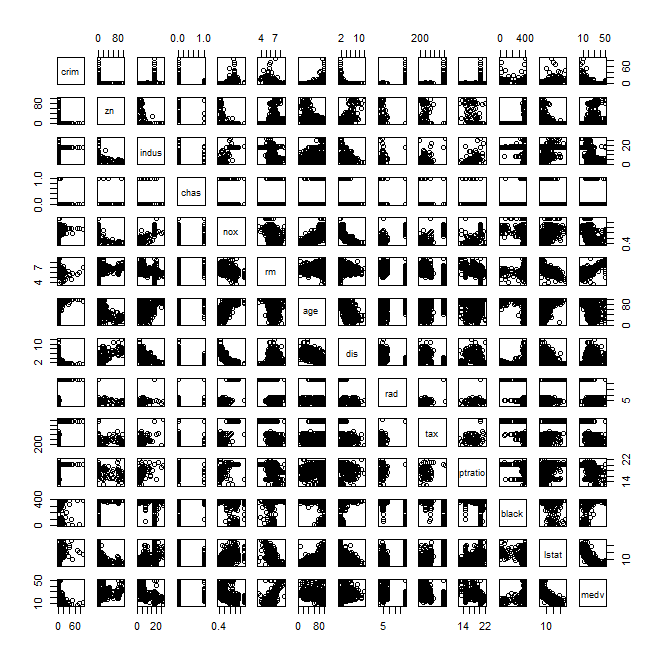 0 80 0.0 1.0 4 7 2 10 200 0 400 10 50
crim 0 60
0 80 zn
indus 0 20
0.0 1.0 chas
nox 0.4
4 7 rm
age 0 80
2 10 dis
rad 5
200 tax
ptratio 14 22
0 400 black
lstat 10
10 50 medv
0 60 0 20 0.4 0 80 5 14 22 10